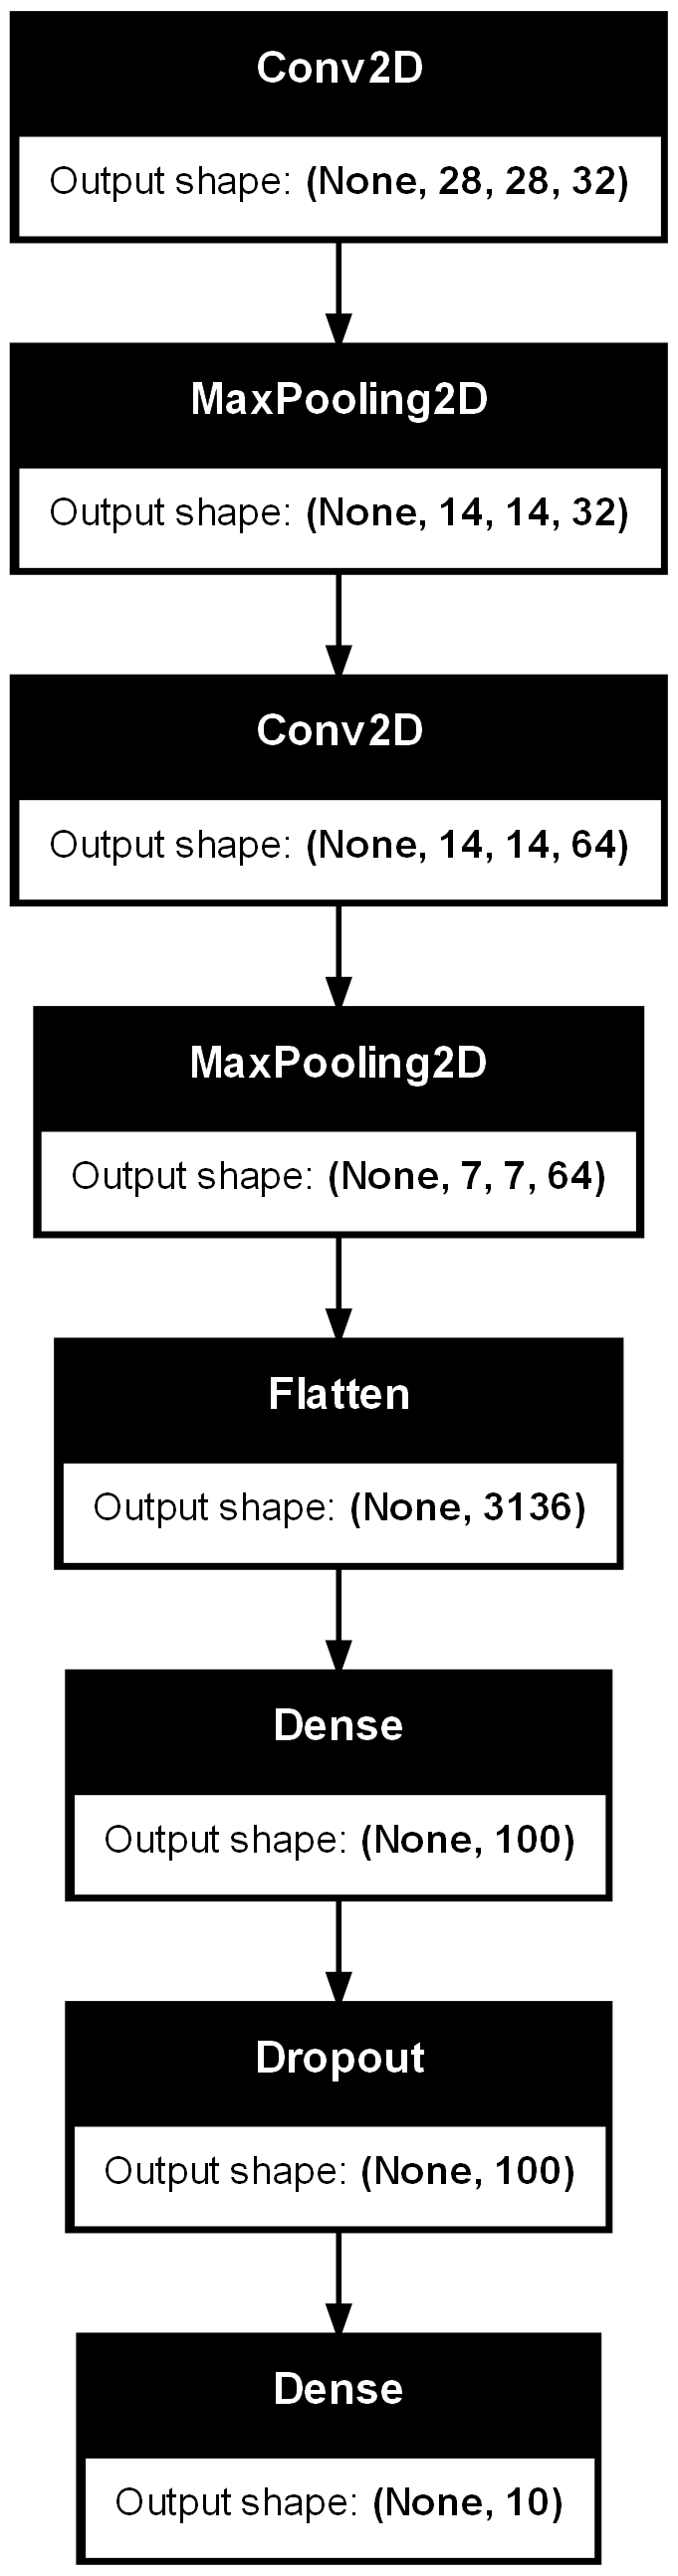 Conv2D
Output shape: (None, 28, 28, 32)
MaxPooling2D
Output shape: (None, 14, 14, 32)
Conv2D
Output shape: (None, 14, 14, 64)
MaxPooling2D
Output shape: (None, 7, 7, 64)
Flatten
Output shape: (None, 3136)
Dense
Output shape: (None, 100)
Dropout
Output shape: (None, 100)
Dense
Output shape: (None, 10)